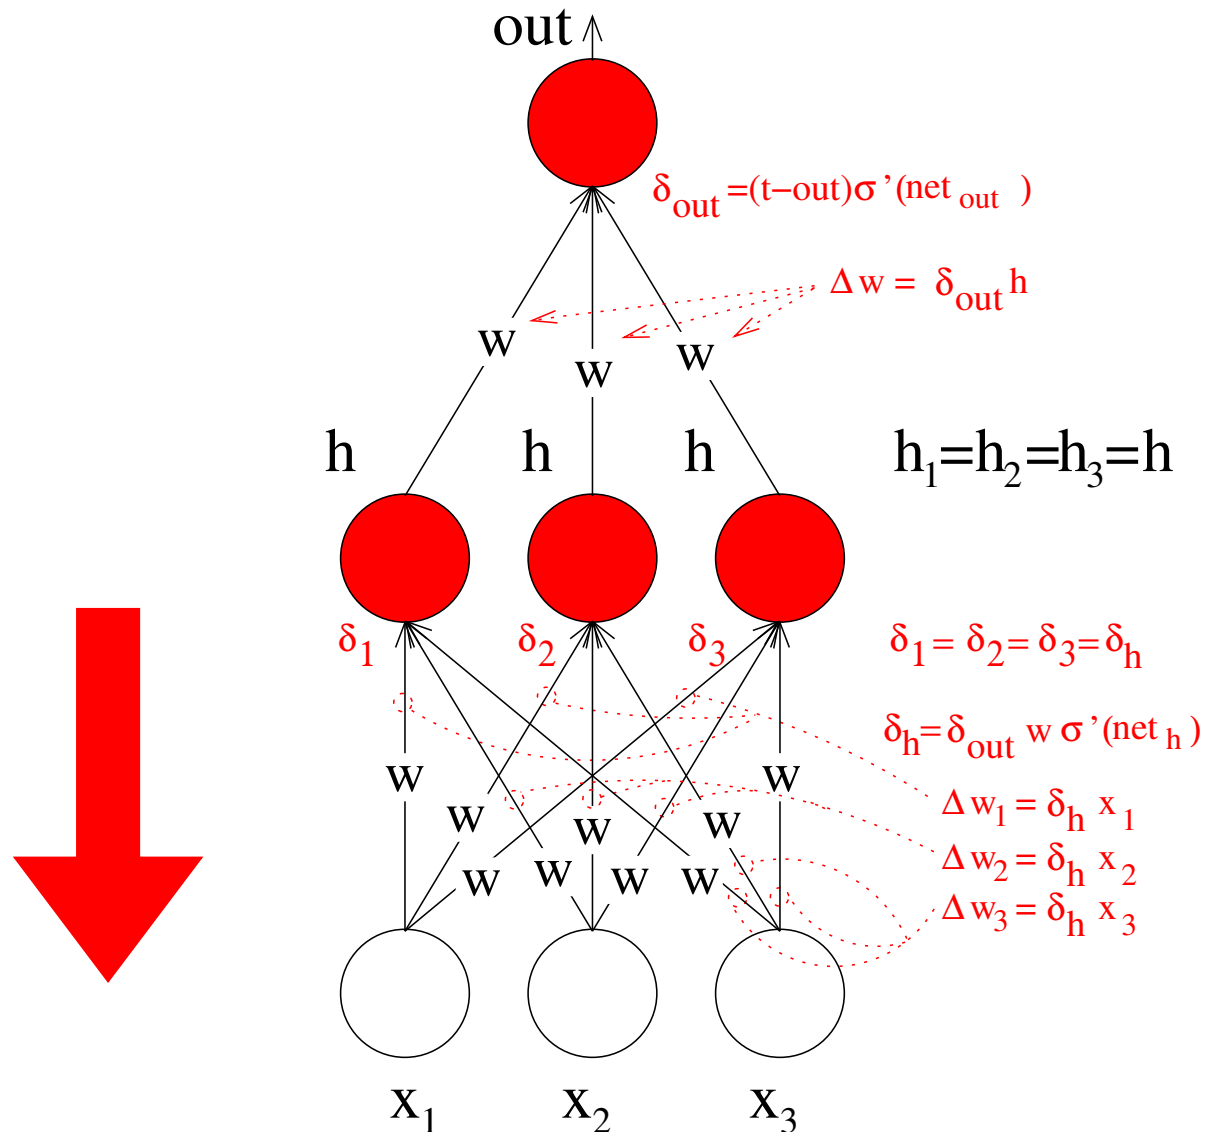 out
δout =(t−out)σ’(net out )
Δw = δout h
w w w
h h h h1=h2=h3=h
δ1 δ2 δ3 δ1= δ2= δ3=δh
δh=δout w σ’(net h )
w w
Δw1 = δh x1
w w w
Δw2 = δh x2
w w w w
Δw3 = δh x3
x1 x2 x3